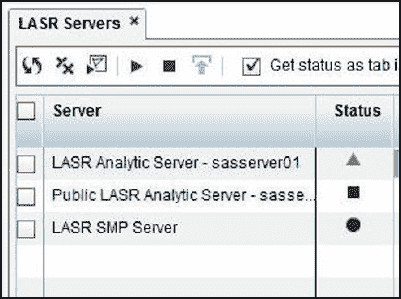 LASR Servers ×
Get status as tab i
Server Status
LASR Analytic Server - sasserver01
Public LASR Analytic Server - sasse...
LASR SMP Server